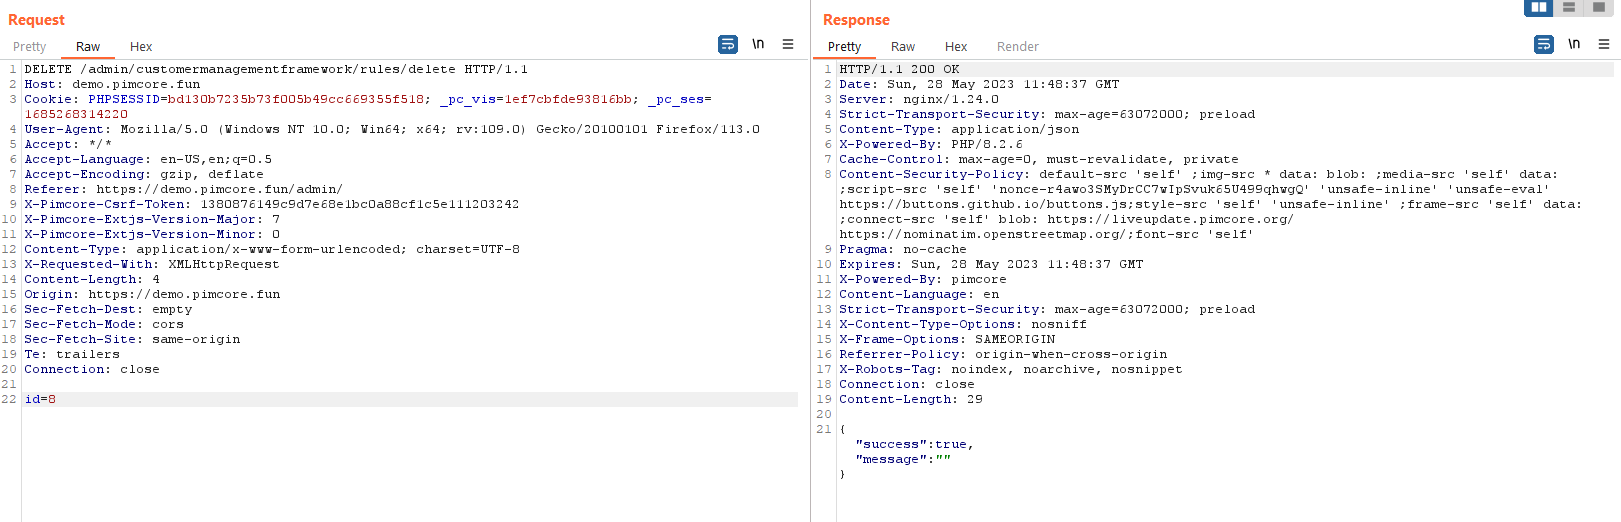 Request
Pretty Raw Hex
\n
1 DELETE /admin/customermanagementframework/rules/delete HTTP/1.1
2 Host: demo.pimcore.fun
3 Cookie: PHPSESSID=bd130b7235b73f005b49cc669355f518; _pc_vis=1ef7cbfde93816bb; _pc_ses=
1685268314220
4 User-Agent: Mozilla/5.0 (Windows NT 10.0; Win64; x64; rv:109.0) Gecko/20100101 Firefox/113.0
5 Accept: */*
6 Accept-Language: en-US,en;q=0.5
7 Accept-Encoding: gzip, deflate
8 Referer: https://demo.pimcore.fun/admin/
9 X-Pimcore-Csrf-Token: 1380876149c9d7e68e1bc0a88cf1c5e111203242
10 X-Pimcore-Extjs-Version-Major: 7
11 X-Pimcore-Extjs-Version-Minor: 0
12 Content-Type: application/x-www-form-urlencoded; charset=UTF-8
13 X-Requested-With: XMLHttpRequest
14 Content-Length: 4
15 Origin: https://demo.pimcore.fun
16 Sec-Fetch-Dest: empty
17 Sec-Fetch-Mode: cors
18 Sec-Fetch-Site: same-origin
19 Te: trailers
20 Connection: close
21
22 id=8
Response
Pretty Raw Hex Render
\n
1 HTTP/1.1 200 OK
2 Date: Sun, 28 May 2023 11:48:37 GMT
3 Server: nginx/1.24.0
4 Strict-Transport-Security: max-age=63072000; preload
5 Content-Type: application/json
6 X-Powered-By: PHP/8.2.6
7 Cache-Control: max-age=0, must-revalidate, private
8 Content-Security-Policy: default-src 'self' ;img-src * data: blob: ;media-src 'self' data:
;script-src 'self' 'nonce-r4awo3SMyDrCC7wIpSvuk65U499qhwgQ' 'unsafe-inline' 'unsafe-eval'
https://buttons.github.io/buttons.js;style-src 'self' 'unsafe-inline' ;frame-src 'self' data:
;connect-src 'self' blob: https://liveupdate.pimcore.org/
https://nominatim.openstreetmap.org/;font-src 'self'
9 Pragma: no-cache
10 Expires: Sun, 28 May 2023 11:48:37 GMT
11 X-Powered-By: pimcore
12 Content-Language: en
13 Strict-Transport-Security: max-age=63072000; preload
14 X-Content-Type-Options: nosniff
15 X-Frame-Options: SAMEORIGIN
16 Referrer-Policy: origin-when-cross-origin
17 X-Robots-Tag: noindex, noarchive, nosnippet
18 Connection: close
19 Content-Length: 29
20
21 {
"success":true,
"message":""
}